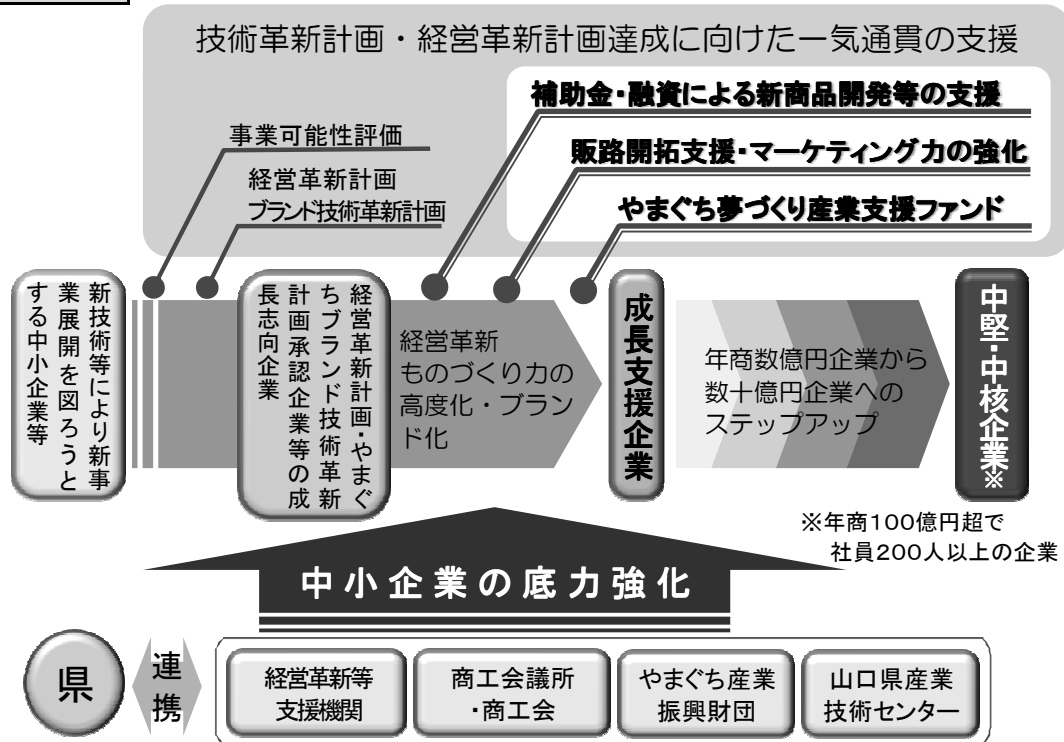 技術革新計画・経営革新計画達成に向けた一気通貫の支援
補助金・融資による新商品開発等の支援
事業可能性評価
販路開拓支援・マーケティング力の強化
経営革新計画
ブランド技術革新計画
やまぐち夢づくり産業支援ファンド
新技術等により新事
業展開を図ろうと
する中小企業等
経営革新計画・やまぐ
ちブランド技術革新
計画承認企業等の成
長志向企業
経営革新
ものづくり力の
高度化・ブラン
ド化
成長支援企業
年商数億円企業から
数十億円企業への
ステップアップ
中堅・中核企業※
※年商100億円超で
社員200人以上の企業
中小企業の底力強化
県
連
携
経営革新等
支援機関
商工会議所
・商工会
やまぐち産業
振興財団
山口県産業
技術センター